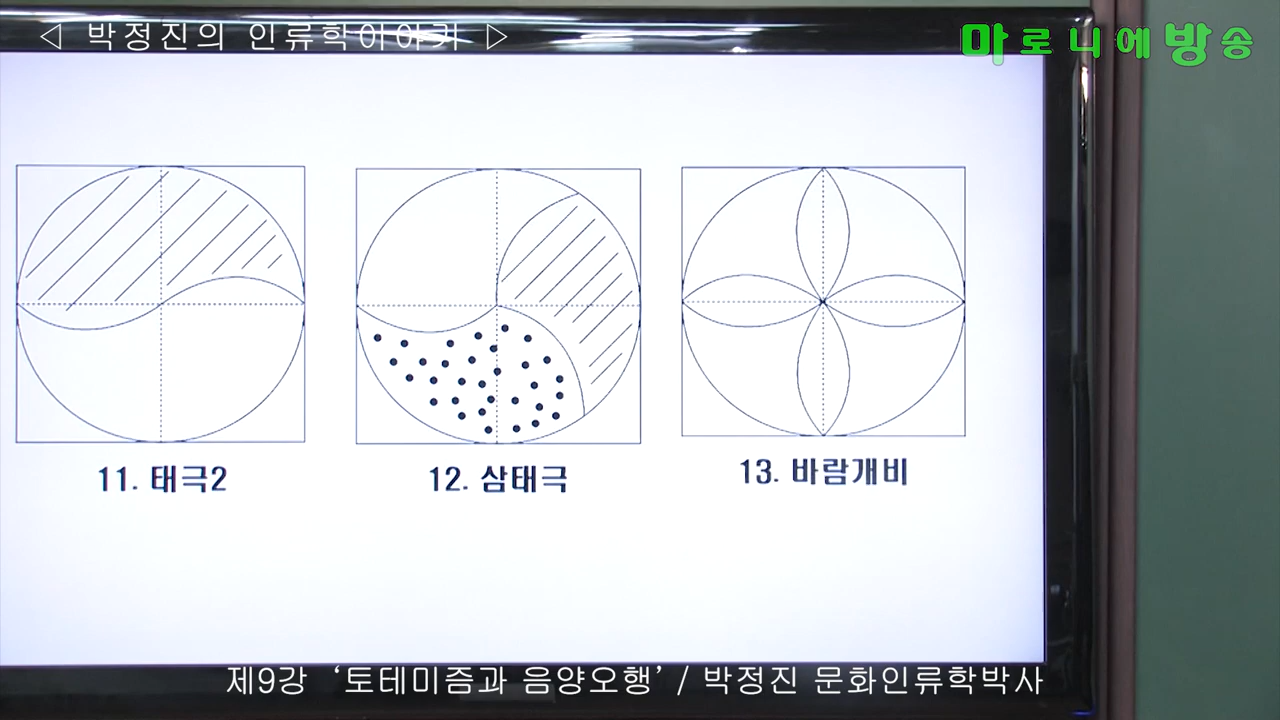 ◁ 박정진의 인류학이야기 ▷
마로니에방송
11. 태극2
12. 삼태극
13. 바람개비
제9강 ‘토테미즘과 음양오행’ / 박정진 문화인류학박사